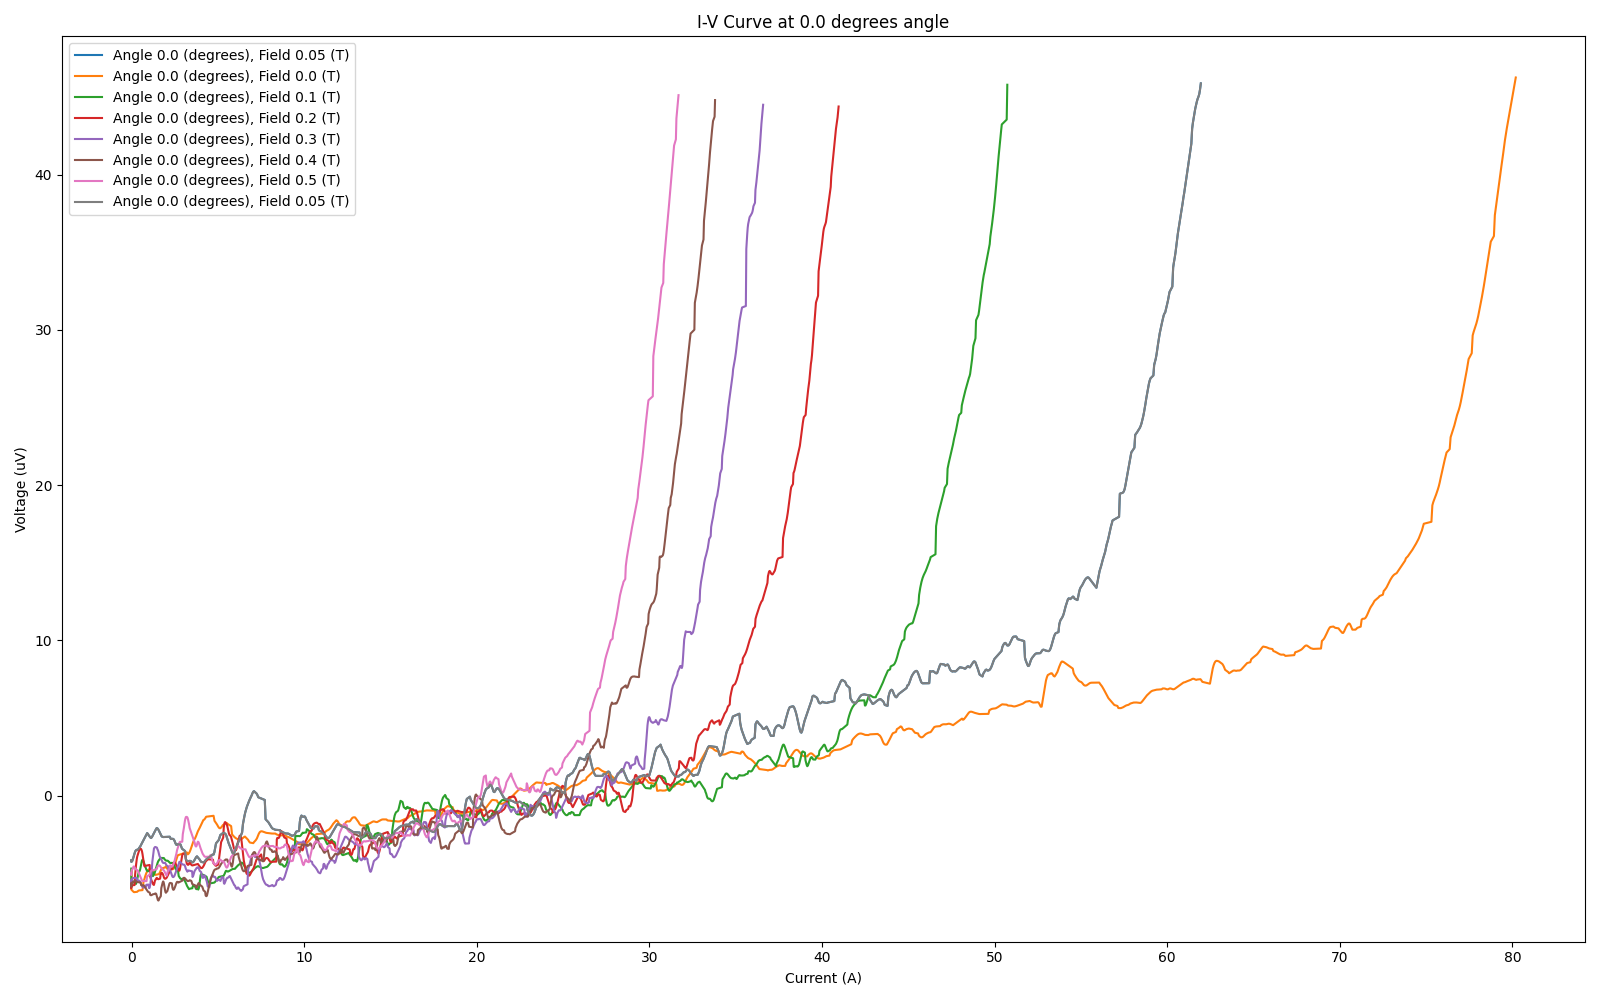 I-V Curve at 0.0 degrees angle
Angle 0.0 (degrees), Field 0.05 (T)
Angle 0.0 (degrees), Field 0.0 (T)
Angle 0.0 (degrees), Field 0.1 (T)
Angle 0.0 (degrees), Field 0.2 (T)
Angle 0.0 (degrees), Field 0.3 (T)
Angle 0.0 (degrees), Field 0.4 (T)
Angle 0.0 (degrees), Field 0.5 (T)
Angle 0.0 (degrees), Field 0.05 (T)
Voltage (uV)
40
30
20
10
0
0 10 20 30 40 50 60 70 80
Current (A)